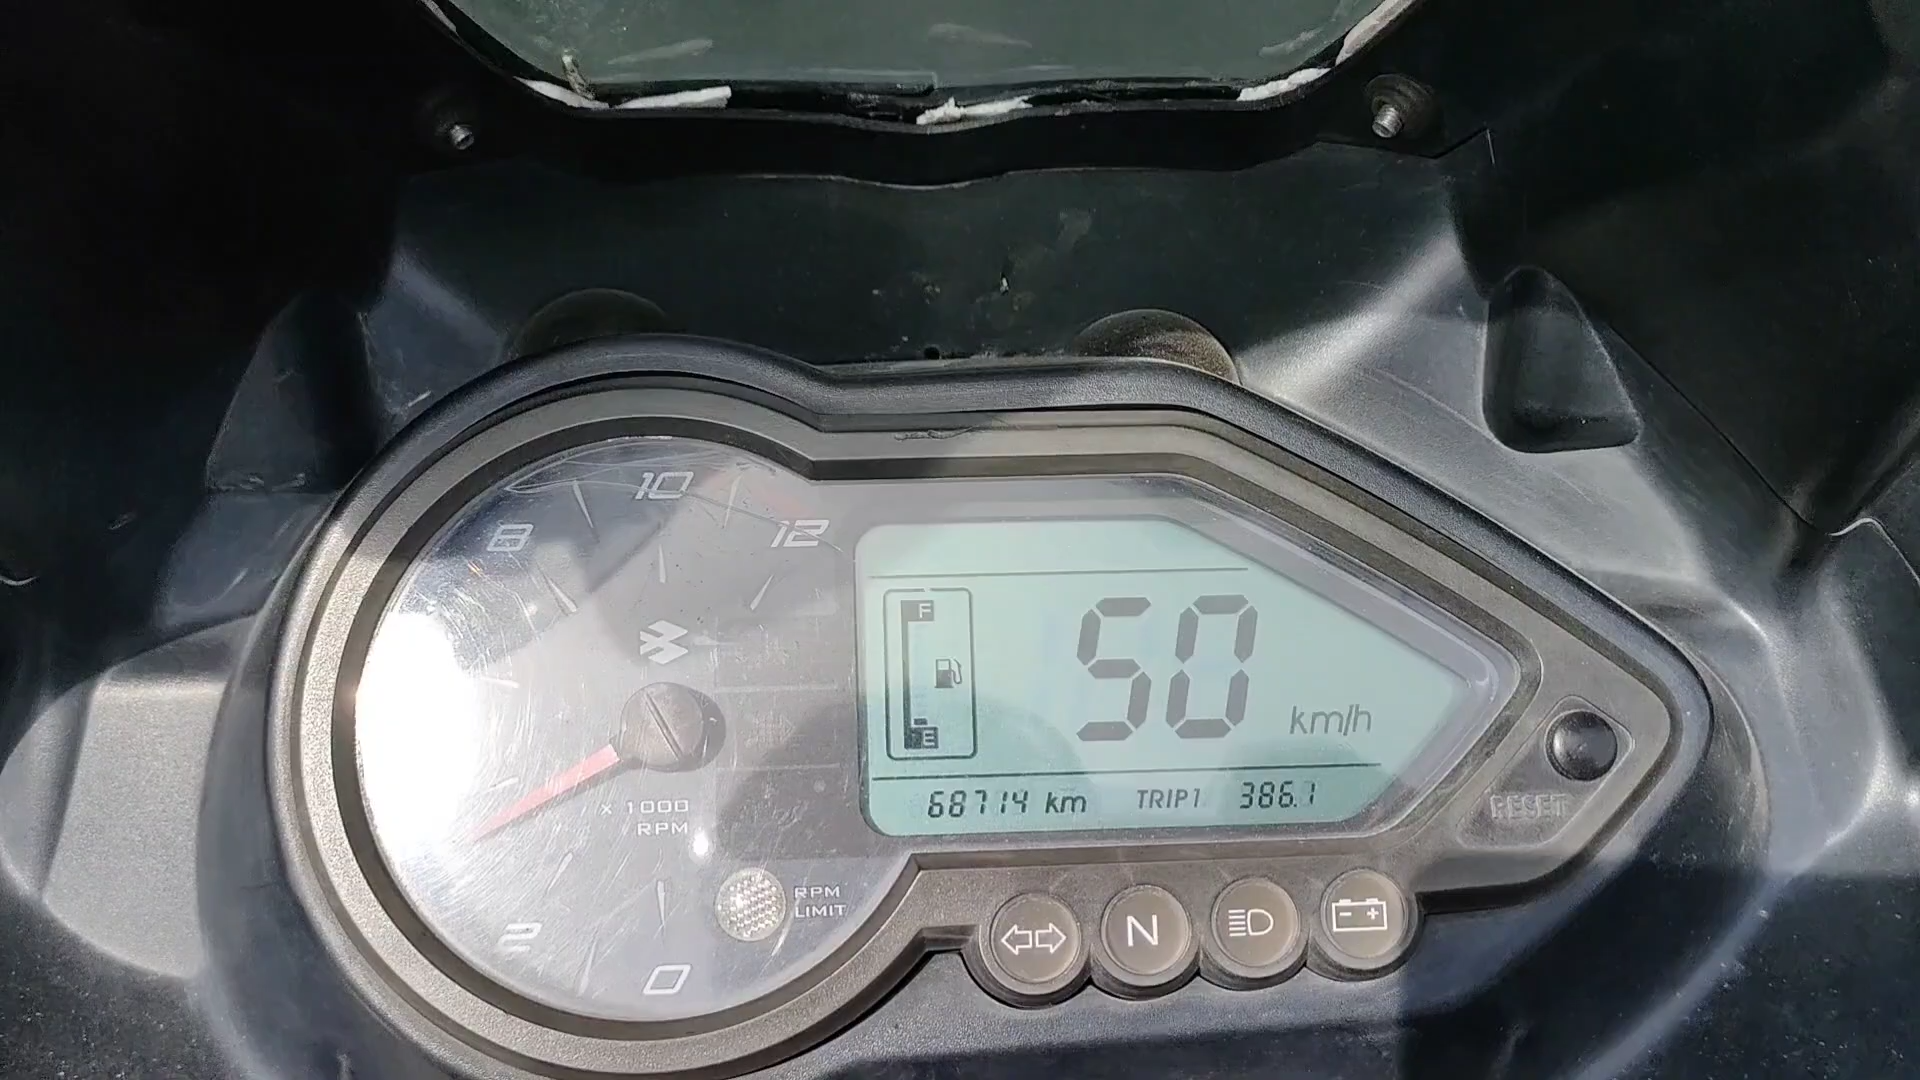 10
8
12
F
50
km/h
E
68714 km TRIP1 386.1
x 1000
RPM
RESET
RPM
LIMIT
2
N
0